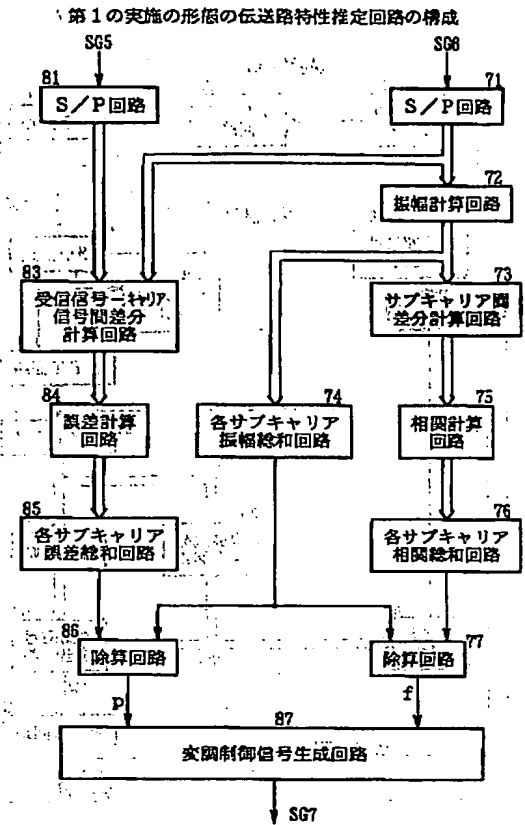 第1の実施の形態の伝送路特性推定回路の構成
SG5
SG6
81
S/P回路
71
S/P回路
72
振幅計算回路
83
受信信号－キャリア
信号間差分
計算回路
73
サブキャリア間
差分計算回路
84
誤差計算
回路
74
各サブキャリア
振幅総和回路
75
相関計算
回路
85
各サブキャリア
誤差総和回路
76
各サブキャリア
相関総和回路
86
除算回路
77
除算回路
p
f
87
変調制御信号生成回路
SG7